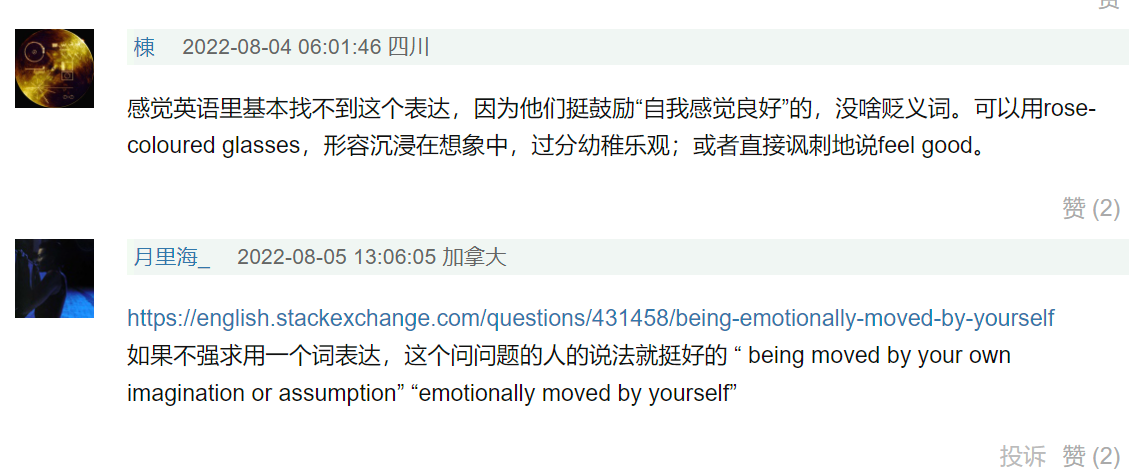 赞
楝 2022-08-04 06:01:46 四川
感觉英语里基本找不到这个表达，因为他们挺鼓励“自我感觉良好”的，没啥贬义词。可以用rose-
coloured glasses，形容沉浸在想象中，过分幼稚乐观；或者直接讽刺地说feel good。
赞 (2)
月里海_ 2022-08-05 13:06:05 加拿大
https://english.stackexchange.com/questions/431458/being-emotionally-moved-by-yourself
如果不强求用一个词表达，这个问问题的人的说法就挺好的 “ being moved by your own
imagination or assumption” “emotionally moved by yourself”
投诉 赞 (2)